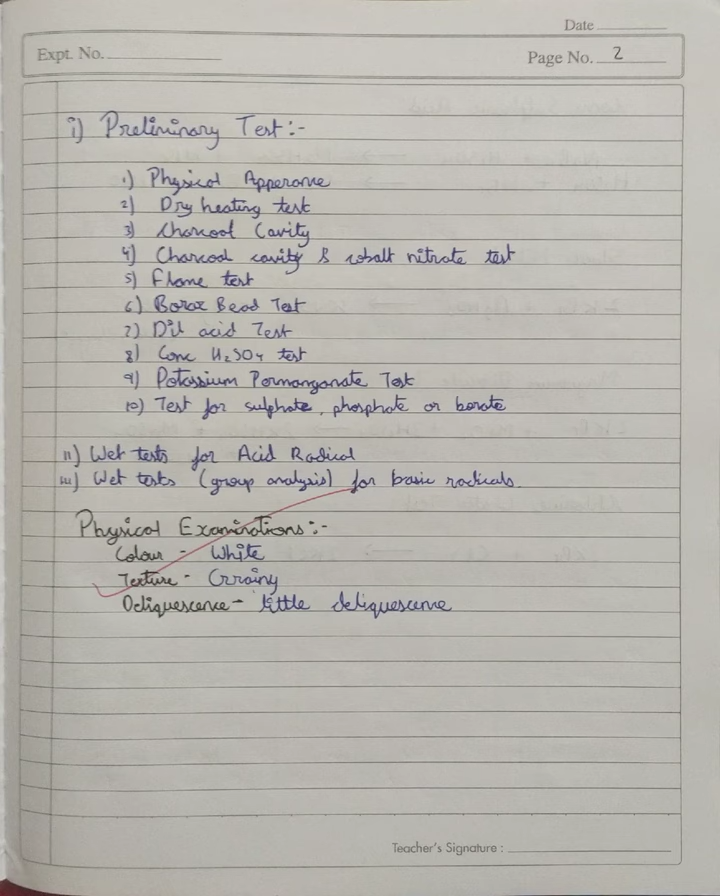 Date
Expt. No.
Page No. 2
i) Preliminary Test:-
1) Physical Apperance
2) Dry heating test
3) Charcoal Cavity
4) Charcoal cavity & cobalt nitrate test
5) Flame test
6) Borax Bead Test
7) Dil acid Test
8) Conc H₂SO₄ test
9) Potassium Permanganate Test
10) Test for sulphate, phosphate or borate
ii) Wet tests for Acid Radical
iii) Wet tests (group analysis) for basic radicals.
Physical Examinations:-
Colour - White
Texture - Grainy
Deliquescence - little deliquescence
Teacher's Signature :